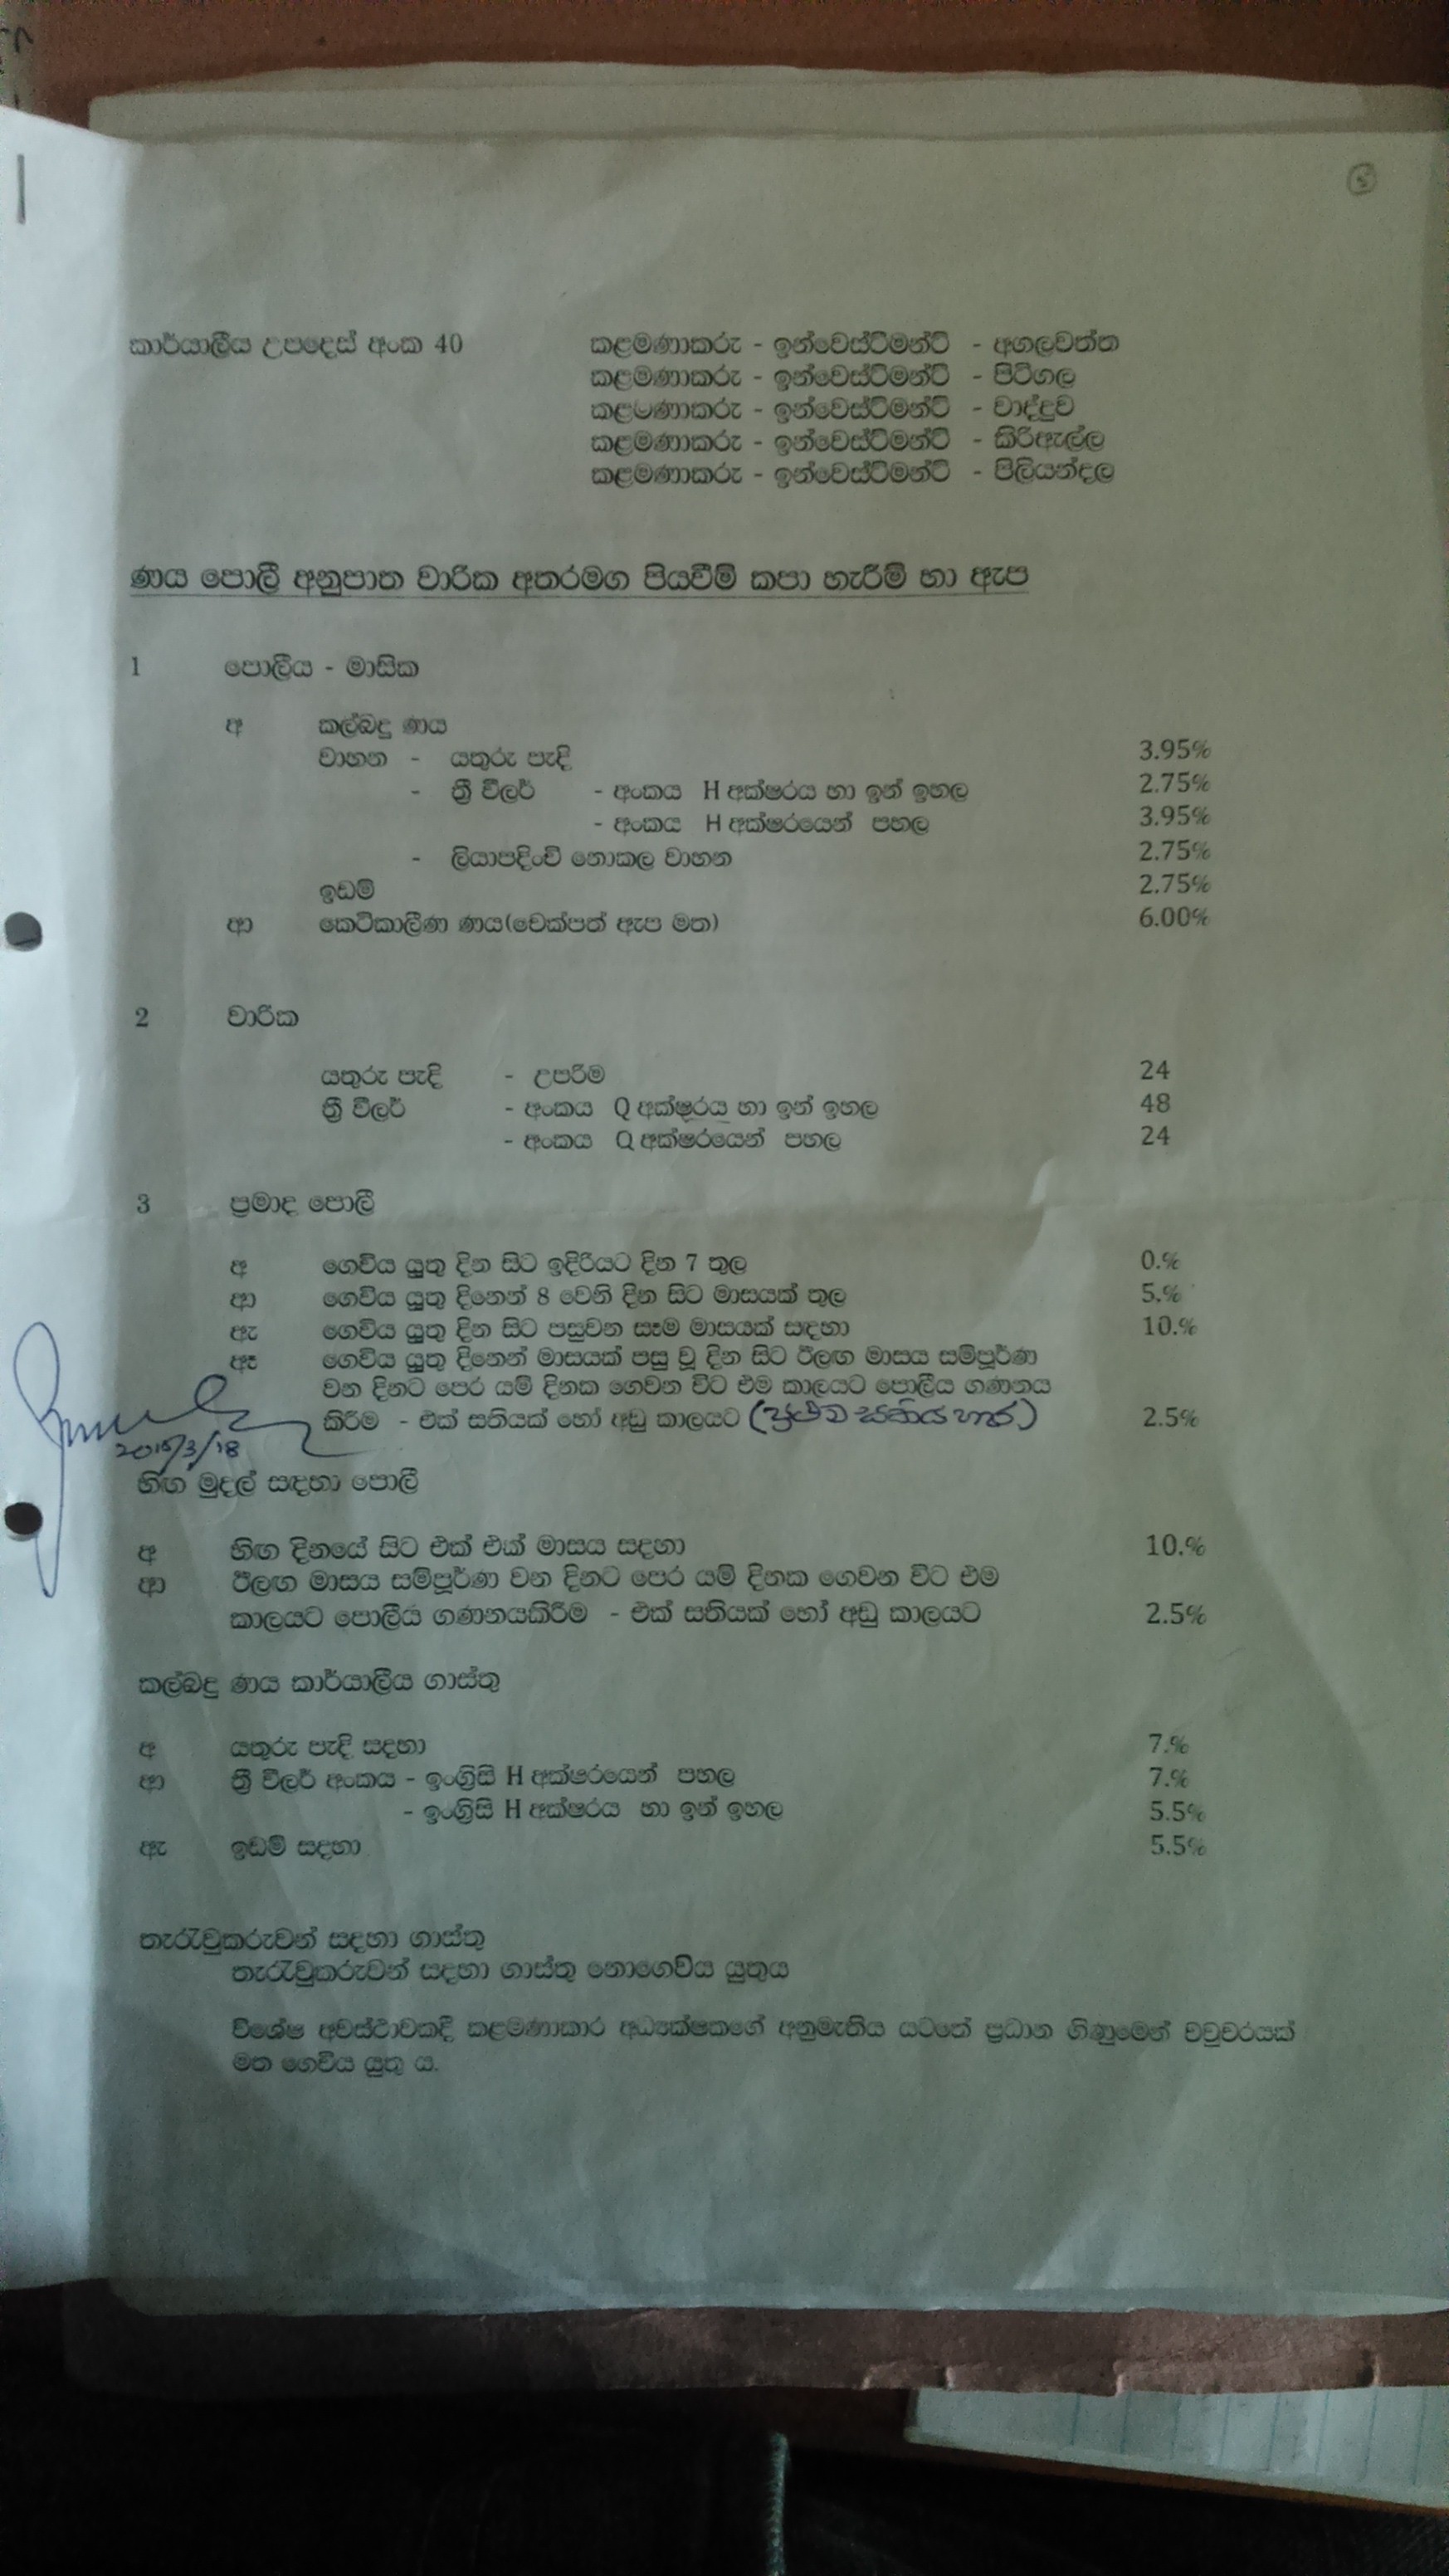 කාර්යාලීය උපදෙස් අංක 40 කළමණාකරු - ඉන්වෙස්ට්මන්ට් - අගලවත්ත
කළමණාකරු - ඉන්වෙස්ට්මන්ට් - පිටිගල
කළමණාකරු - ඉන්වෙස්ට්මන්ට් - වාද්දුව
කළමණාකරු - ඉන්වෙස්ට්මන්ට් - කිරිඇල්ල
කළමණාකරු - ඉන්වෙස්ට්මන්ට් - පිලියන්දල
ණය පොලී අනුපාත වාරික අතරමග පියවීම් කපා හැරීම් හා ඇප
1 පොලීය - මාසික
අ කල්බදු ණය
වාහන - යතුරු පැදි 3.95%
- ත්‍රී වීලර් - අංකය H අක්ෂරය හා ඉන් ඉහල 2.75%
- අංකය H අක්ෂරයෙන් පහල 3.95%
- ලියාපදිංචි නොකල වාහන 2.75%
ඉඩම් 2.75%
ආ කෙටිකාලීණ ණය(චෙක්පත් ඇප මත) 6.00%
2 වාරික
යතුරු පැදි - උපරිම 24
ත්‍රී වීලර් - අංකය Q අක්ෂරය හා ඉන් ඉහල 48
- අංකය Q අක්ෂරයෙන් පහල 24
3 ප්‍රමාද පොලී
අ ගෙවිය යුතු දින සිට ඉදිරියට දින 7 තුල 0.%
ආ ගෙවිය යුතු දිනෙන් 8 වෙනි දින සිට මාසයක් තුල 5.%
ඇ ගෙවිය යුතු දින සිට පසුවන සෑම මාසයක් සඳහා 10.%
ඈ ගෙවිය යුතු දිනෙන් මාසයක් පසු වූ දින සිට ඊලඟ මාසය සම්පූර්ණ
වන දිනට පෙර යම් දිනක ගෙවන විට එම කාලයට පොලීය ගණනය
කිරීම - එක් සතියක් හෝ අඩු කාලයට (ප්‍රථම සතිය හැර) 2.5%
2015/3/18
හිඟ මුදල් සඳහා පොලී
අ හිඟ දිනයේ සිට එක් එක් මාසය සඳහා 10.%
ආ ඊලඟ මාසය සම්පූර්ණ වන දිනට පෙර යම් දිනක ගෙවන විට එම
කාලයට පොලීය ගණනයකිරීම - එක් සතියක් හෝ අඩු කාලයට 2.5%
කල්බදු ණය කාර්යාලීය ගාස්තු
අ යතුරු පැදි සඳහා 7.%
ආ ත්‍රී වීලර් අංකය - ඉංග්‍රිසි H අක්ෂරයෙන් පහල 7.%
- ඉංග්‍රිසි H අක්ෂරය හා ඉන් ඉහල 5.5%
ඇ ඉඩම් සඳහා 5.5%
තැරැව්කරුවන් සඳහා ගාස්තු
තැරැව්කරුවන් සඳහා ගාස්තු නොගෙවිය යුතුය
විශේෂ අවස්ථාවකදී කළමණාකාර අධ්‍යක්ෂකගේ අනුමැතිය යටතේ ප්‍රධාන ගිණුමෙන් වවුචරයක්
මත ගෙවිය යුතු ය.